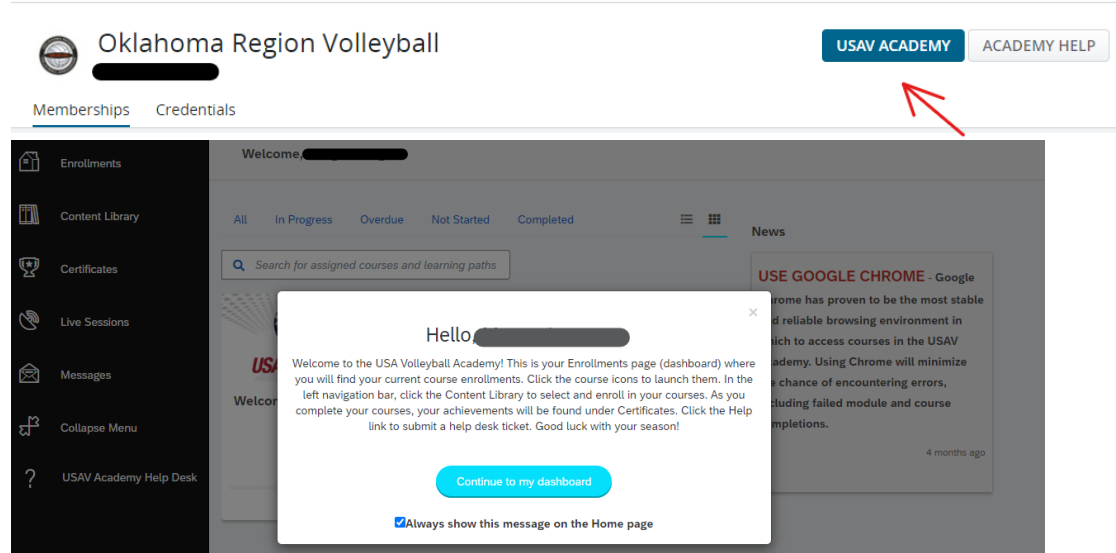 Oklahoma Region Volleyball
USAV ACADEMY
ACADEMY HELP
Memberships Credentials
Enrollments
Content Library
Certificates
Live Sessions
Messages
Collapse Menu
? USAV Academy Help Desk
Welcome,
All In Progress Overdue Not Started Completed
Search for assigned courses and learning paths
USA
Welcor
News
USE GOOGLE CHROME - Google
rome has proven to be the most stable
d reliable browsing environment in
ich to access courses in the USAV
ademy. Using Chrome will minimize
e chance of encountering errors,
cluding failed module and course
mpletions.
4 months ago
×
Hello,
Welcome to the USA Volleyball Academy! This is your Enrollments page (dashboard) where
you will find your current course enrollments. Click the course icons to launch them. In the
left navigation bar, click the Content Library to select and enroll in your courses. As you
complete your courses, your achievements will be found under Certificates. Click the Help
link to submit a help desk ticket. Good luck with your season!
Continue to my dashboard
Always show this message on the Home page